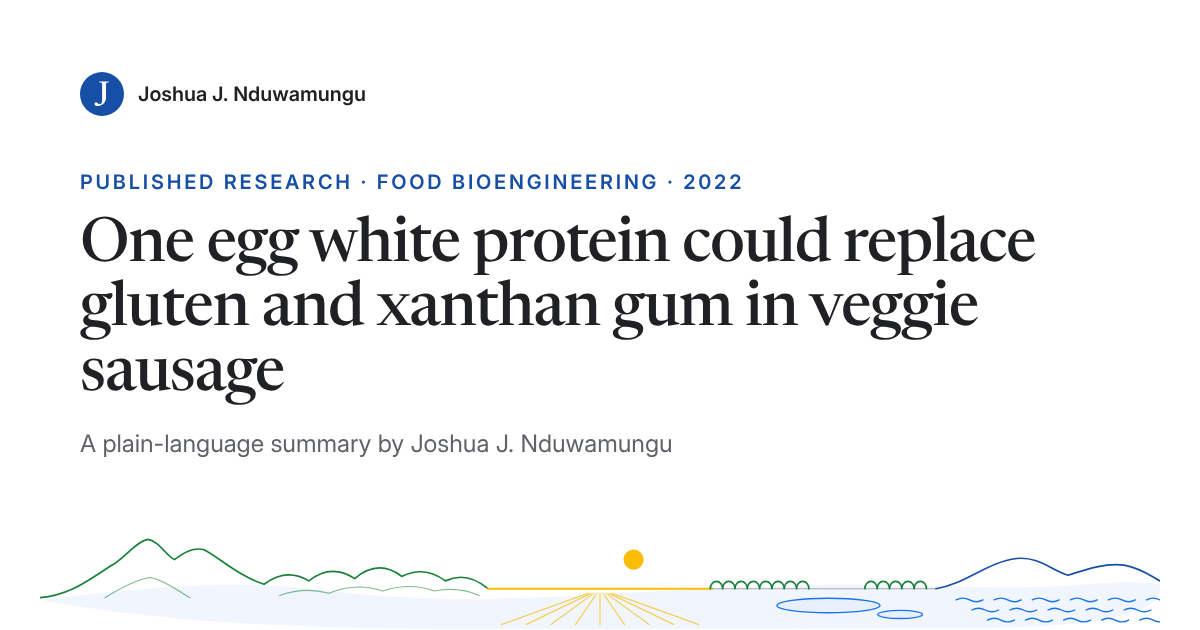 J
Joshua J. Nduwamungu
PUBLISHED RESEARCH · FOOD BIOENGINEERING · 2022
One egg white protein could replace
gluten and xanthan gum in veggie
sausage
A plain-language summary by Joshua J. Nduwamungu